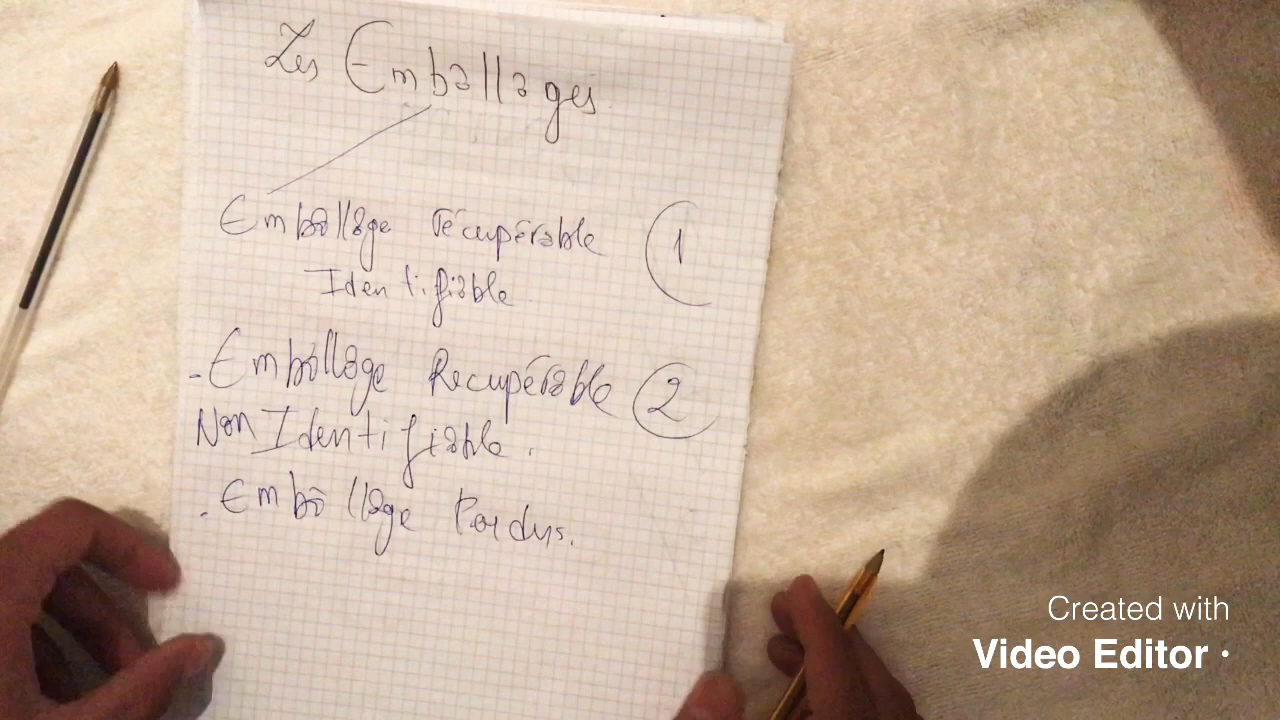 Les Emballages
Emballage récupérable 1
Identifiable
- Emballage Recupérable 2
Non Identifiable.
. Emballage Perdus.
Created with
Video Editor